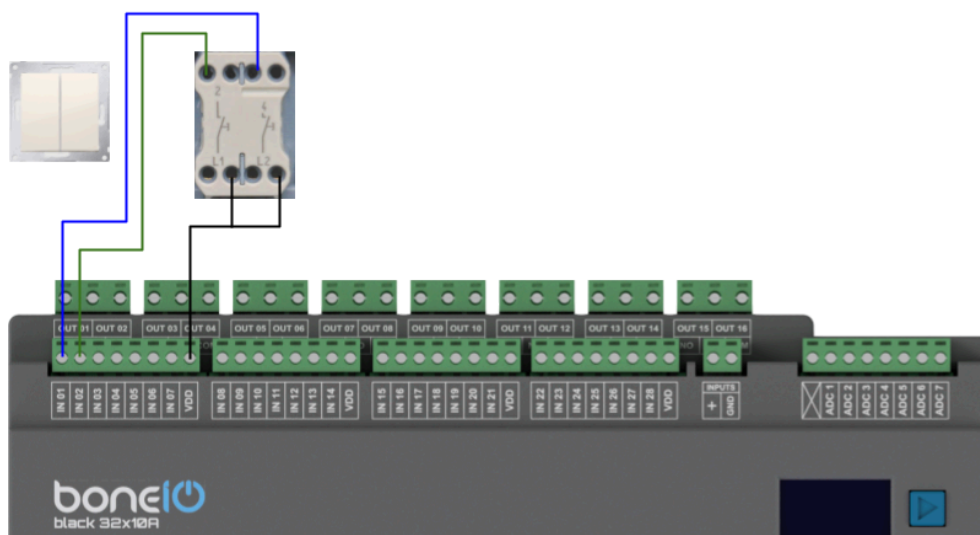 2
L1
L2
OUT 01 OUT 02 OUT 03 OUT 04 OUT 05 OUT 06 OUT 07 OUT 08 OUT 09 OUT 10 OUT 11 OUT 12 OUT 13 OUT 14 OUT 15 OUT 16
IN 01 IN 02 IN 03 IN 04 IN 05 IN 06 IN 07 VDD IN 08 IN 09 IN 10 IN 11 IN 12 IN 13 IN 14 VDD IN 15 IN 16 IN 17 IN 18 IN 19 IN 20 IN 21 VDD IN 22 IN 23 IN 24 IN 25 IN 26 IN 27 IN 28 VDD
INPUTS
+ GND
ADC 1 ADC 2 ADC 3 ADC 4 ADC 5 ADC 6 ADC 7
boneIO
black 32x10A